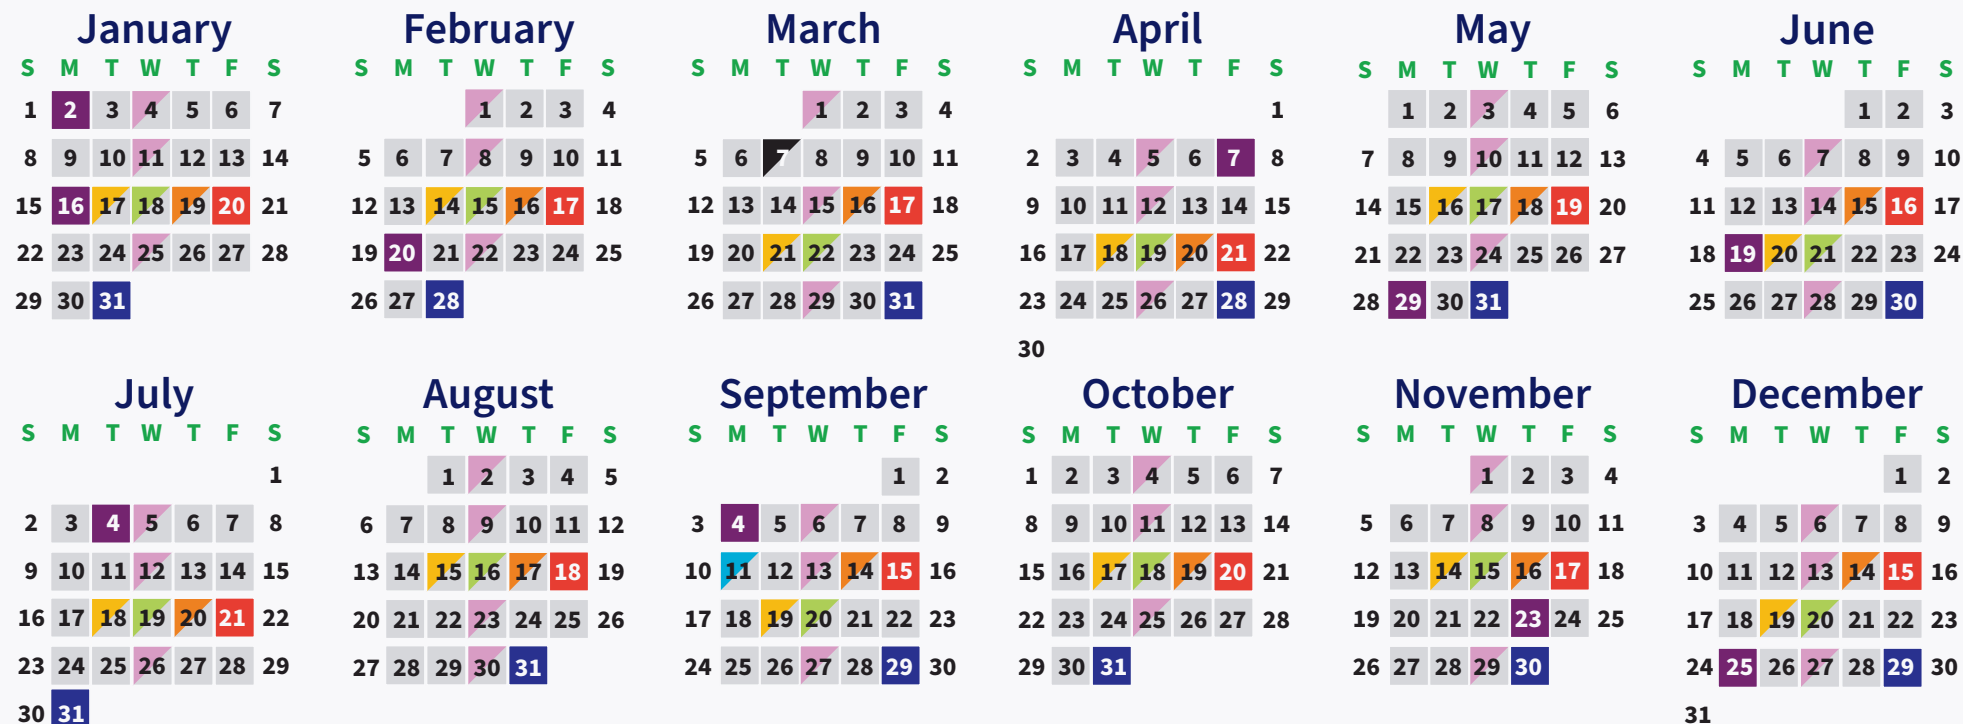 January February March April May June
S M T W T F S S M T W T F S S M T W T F S S M T W T F S S M T W T F S S M T W T F S
1 2 3 4 5 6 7 1 2 3 4 1 2 3 4 1 1 2 3 4 5 6 1 2 3
8 9 10 11 12 13 14 5 6 7 8 9 10 11 5 6 7 8 9 10 11 2 3 4 5 6 7 8 7 8 9 10 11 12 13 4 5 6 7 8 9 10
15 16 17 18 19 20 21 12 13 14 15 16 17 18 12 13 14 15 16 17 18 9 10 11 12 13 14 15 14 15 16 17 18 19 20 11 12 13 14 15 16 17
22 23 24 25 26 27 28 19 20 21 22 23 24 25 19 20 21 22 23 24 25 16 17 18 19 20 21 22 21 22 23 24 25 26 27 18 19 20 21 22 23 24
29 30 31 26 27 28 26 27 28 29 30 31 23 24 25 26 27 28 29 28 29 30 31 25 26 27 28 29 30
30
July August September October November December
S M T W T F S S M T W T F S S M T W T F S S M T W T F S S M T W T F S S M T W T F S
1 1 2 3 4 5 1 2 1 2 3 4 5 6 7 1 2 3 4 1 2
2 3 4 5 6 7 8 6 7 8 9 10 11 12 3 4 5 6 7 8 9 8 9 10 11 12 13 14 5 6 7 8 9 10 11 3 4 5 6 7 8 9
9 10 11 12 13 14 15 13 14 15 16 17 18 19 10 11 12 13 14 15 16 15 16 17 18 19 20 21 12 13 14 15 16 17 18 10 11 12 13 14 15 16
16 17 18 19 20 21 22 20 21 22 23 24 25 26 17 18 19 20 21 22 23 22 23 24 25 26 27 28 19 20 21 22 23 24 25 17 18 19 20 21 22 23
23 24 25 26 27 28 29 27 28 29 30 31 24 25 26 27 28 29 30 29 30 31 26 27 28 29 30 24 25 26 27 28 29 30
30 31 31